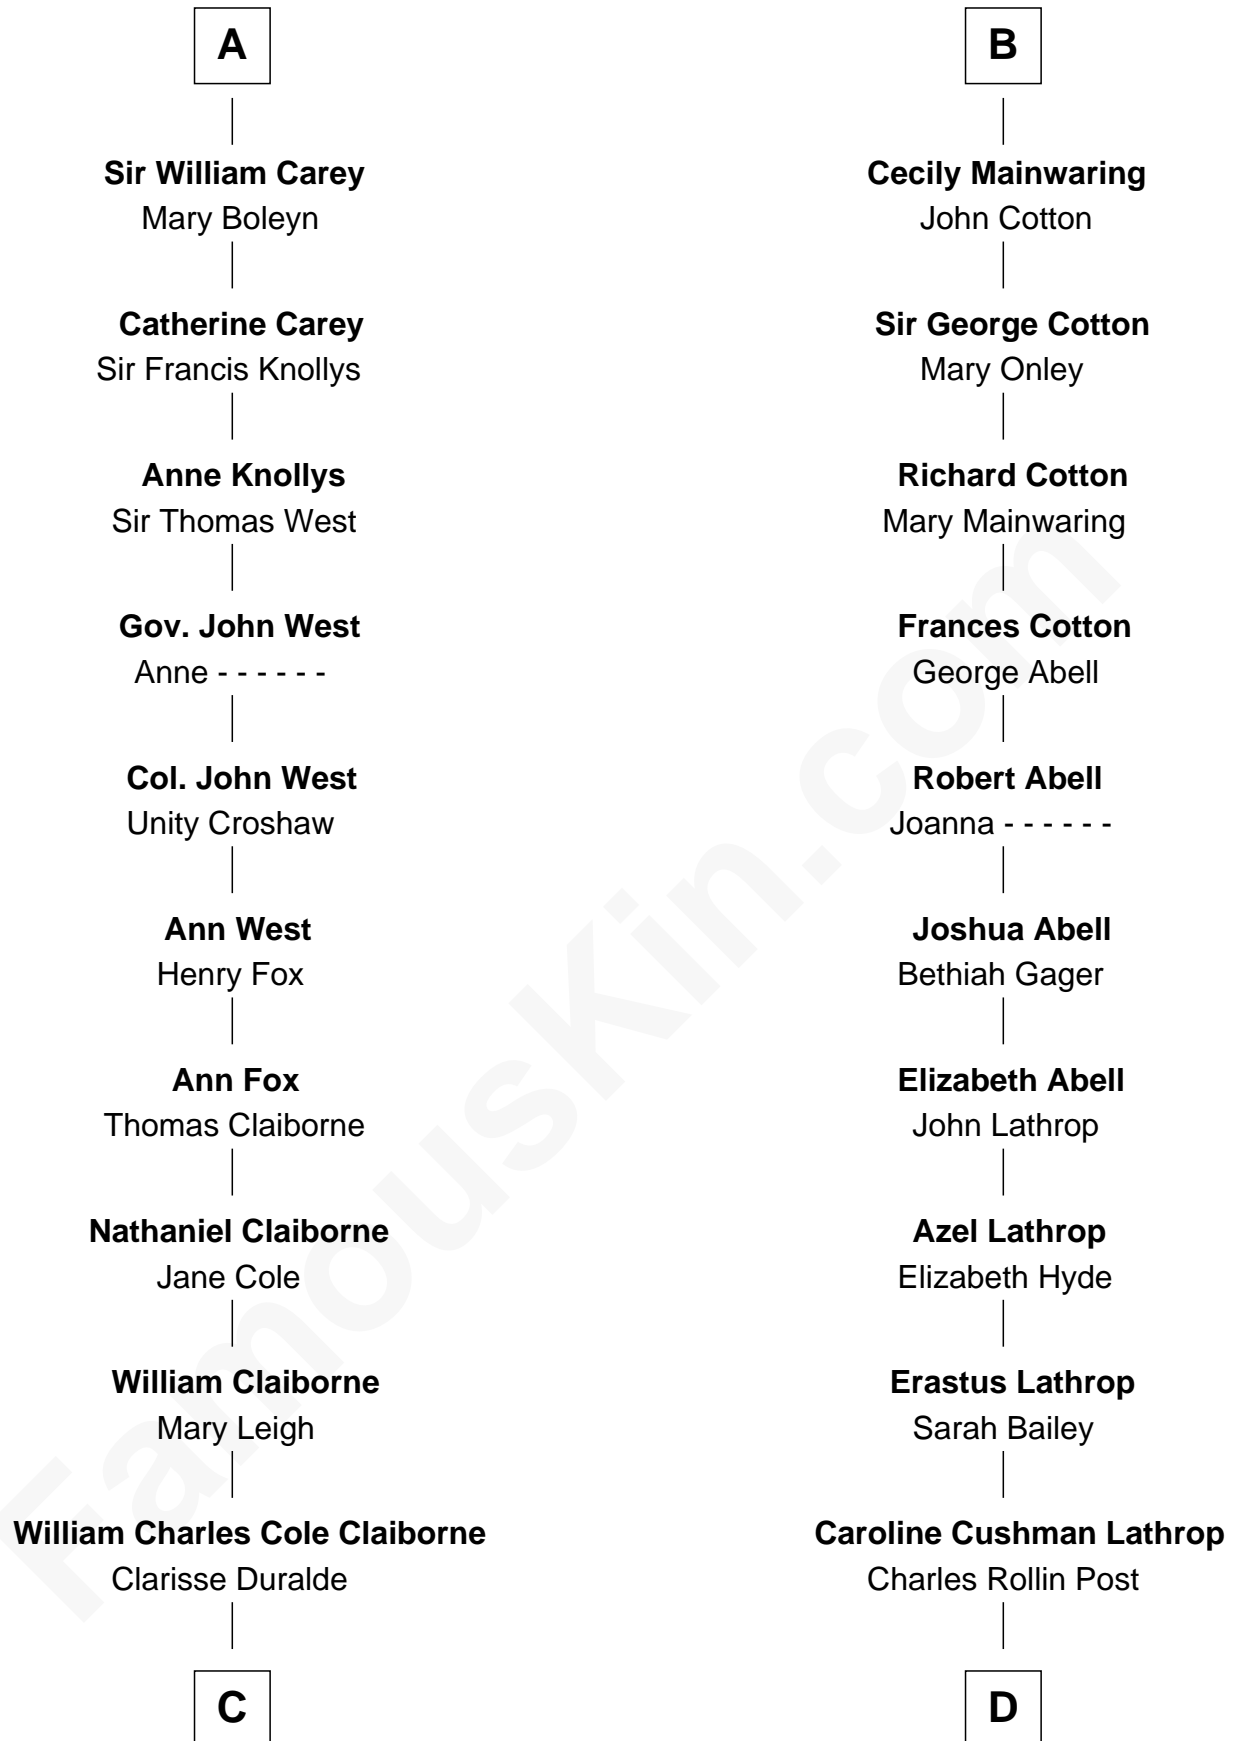 A
Sir William Carey
Mary Boleyn
Catherine Carey
Sir Francis Knollys
Anne Knollys
Sir Thomas West
Gov. John West
Anne - - - - - -
Col. John West
Unity Croshaw
Ann West
Henry Fox
Ann Fox
Thomas Claiborne
Nathaniel Claiborne
Jane Cole
William Claiborne
Mary Leigh
William Charles Cole Claiborne
Clarisse Duralde
C
B
Cecily Mainwaring
John Cotton
Sir George Cotton
Mary Onley
Richard Cotton
Mary Mainwaring
Frances Cotton
George Abell
Robert Abell
Joanna - - - - - -
Joshua Abell
Bethiah Gager
Elizabeth Abell
John Lathrop
Azel Lathrop
Elizabeth Hyde
Erastus Lathrop
Sarah Bailey
Caroline Cushman Lathrop
Charles Rollin Post
D
FamousKin.com